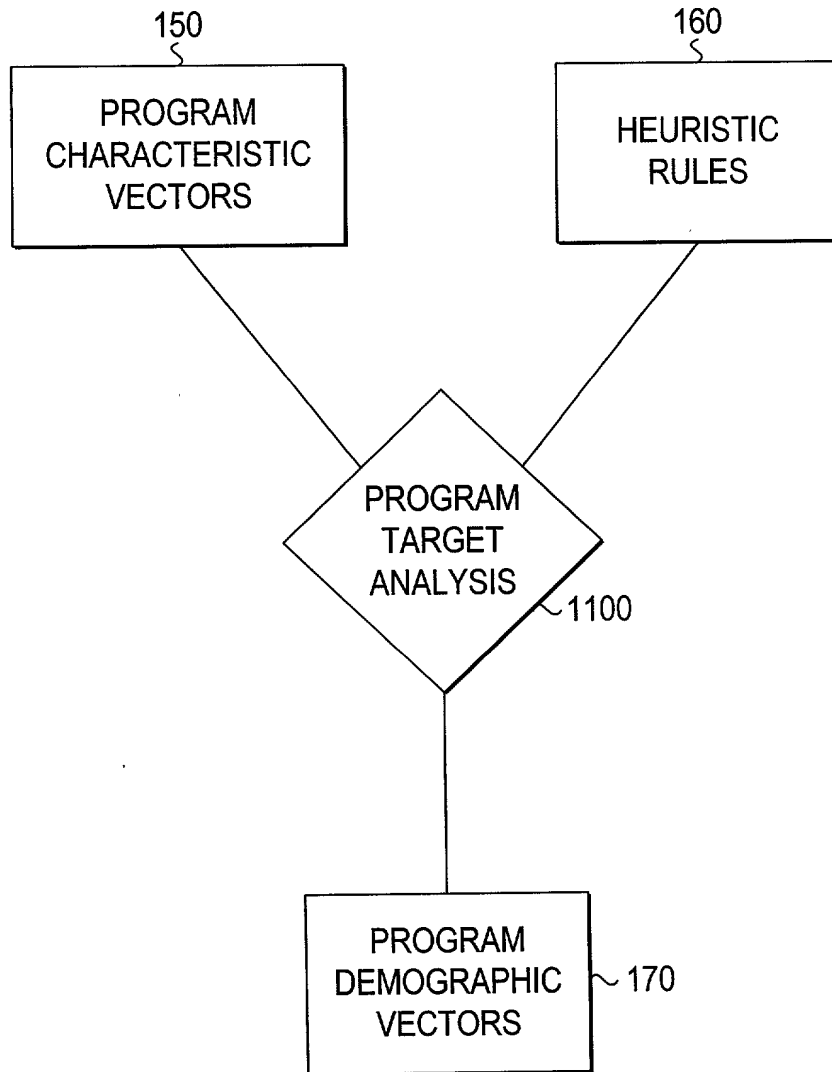 150
PROGRAM
CHARACTERISTIC
VECTORS
160
HEURISTIC
RULES
PROGRAM
TARGET
ANALYSIS
1100
PROGRAM
DEMOGRAPHIC
VECTORS
170